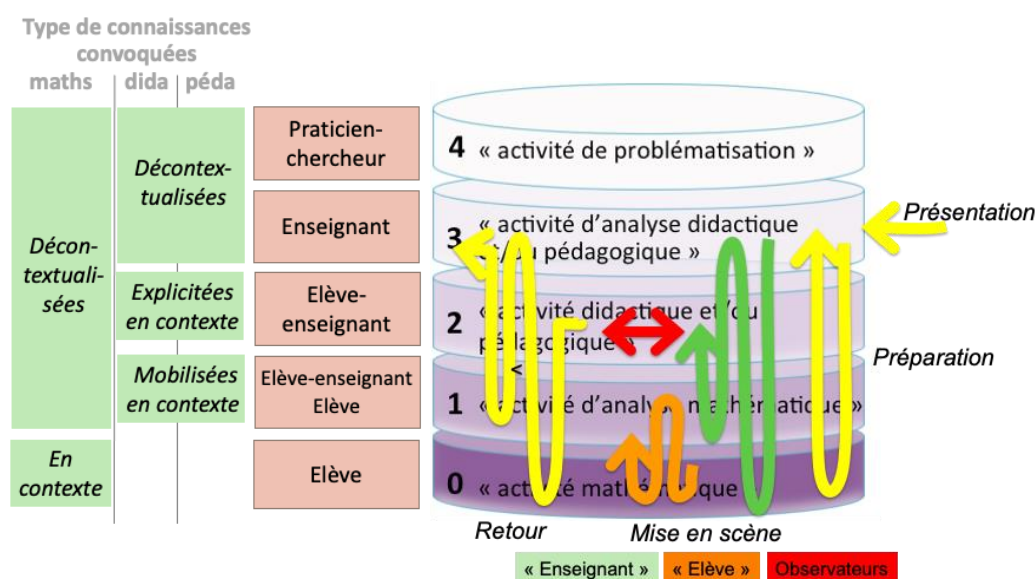 Type de connaissances
convoquées
maths
dida
péda
Décon-
textuali-
sées
En
contexte
Décontex-
tualisées
Explicitées
en contexte
Mobilisées
en contexte
Praticien-
chercheur
Enseignant
Elève-
enseignant
Elève-enseignant
Elève
Elève
4 « activité de problématisation »
3 « activité d'analyse didactique
et/ou pédagogique »
2 « activité didactique et/ou
pédagogique »
<
1 « activité d'analyse mathématique »
0 « activité mathématique
Présentation
Préparation
Retour
Mise en scène
« Enseignant »
« Elève »
Observateurs